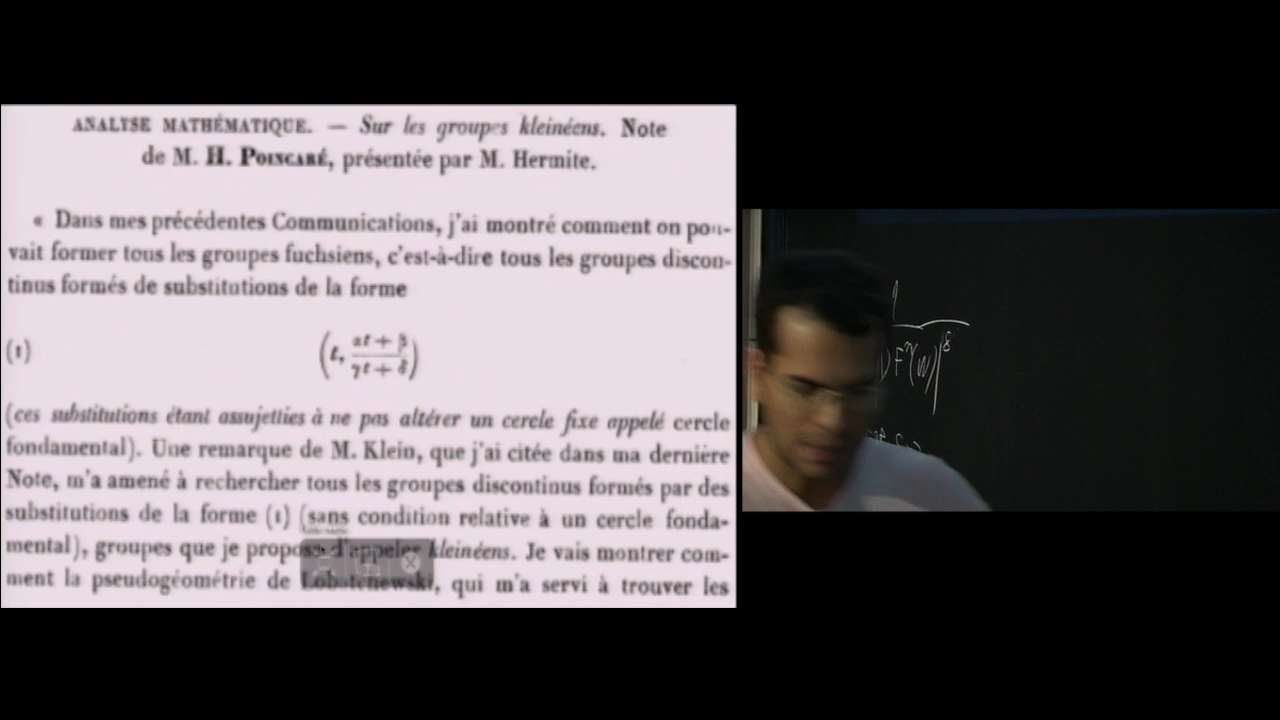 ANALYSE MATHÉMATIQUE. — Sur les groupes kleinéens. Note
de M. H. POINCARÉ, présentée par M. Hermite.
« Dans mes précédentes Communications, j'ai montré comment on pou-
vait former tous les groupes fuchsiens, c'est-à-dire tous les groupes discon-
tinus formés de substitutions de la forme
(1) (t, αt + β / γt + δ)
(ces substitutions étant assujetties à ne pas altérer un cercle fixe appelé cercle
fondamental). Une remarque de M. Klein, que j'ai citée dans ma dernière
Note, m'a amené à rechercher tous les groupes discontinus formés par des
substitutions de la forme (1) (sans condition relative à un cercle fonda-
mental), groupes que je propose d'appeler kleinéens. Je vais montrer com-
ment la pseudogéométrie de Lobatchewski, qui m'a servi à trouver les